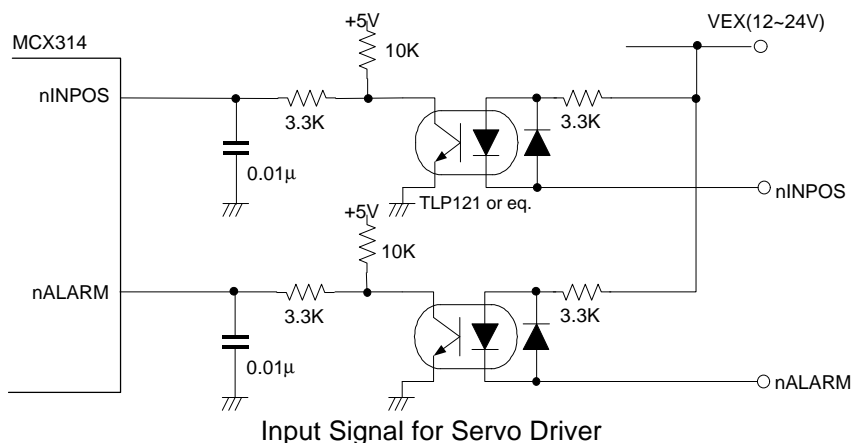 VEX(12~24V)
+5V
MCX314
10K
nINPOS
3.3K
3.3K
0.01μ
nINPOS
TLP121 or eq.
+5V
10K
nALARM
3.3K
3.3K
0.01μ
nALARM
Input Signal for Servo Driver